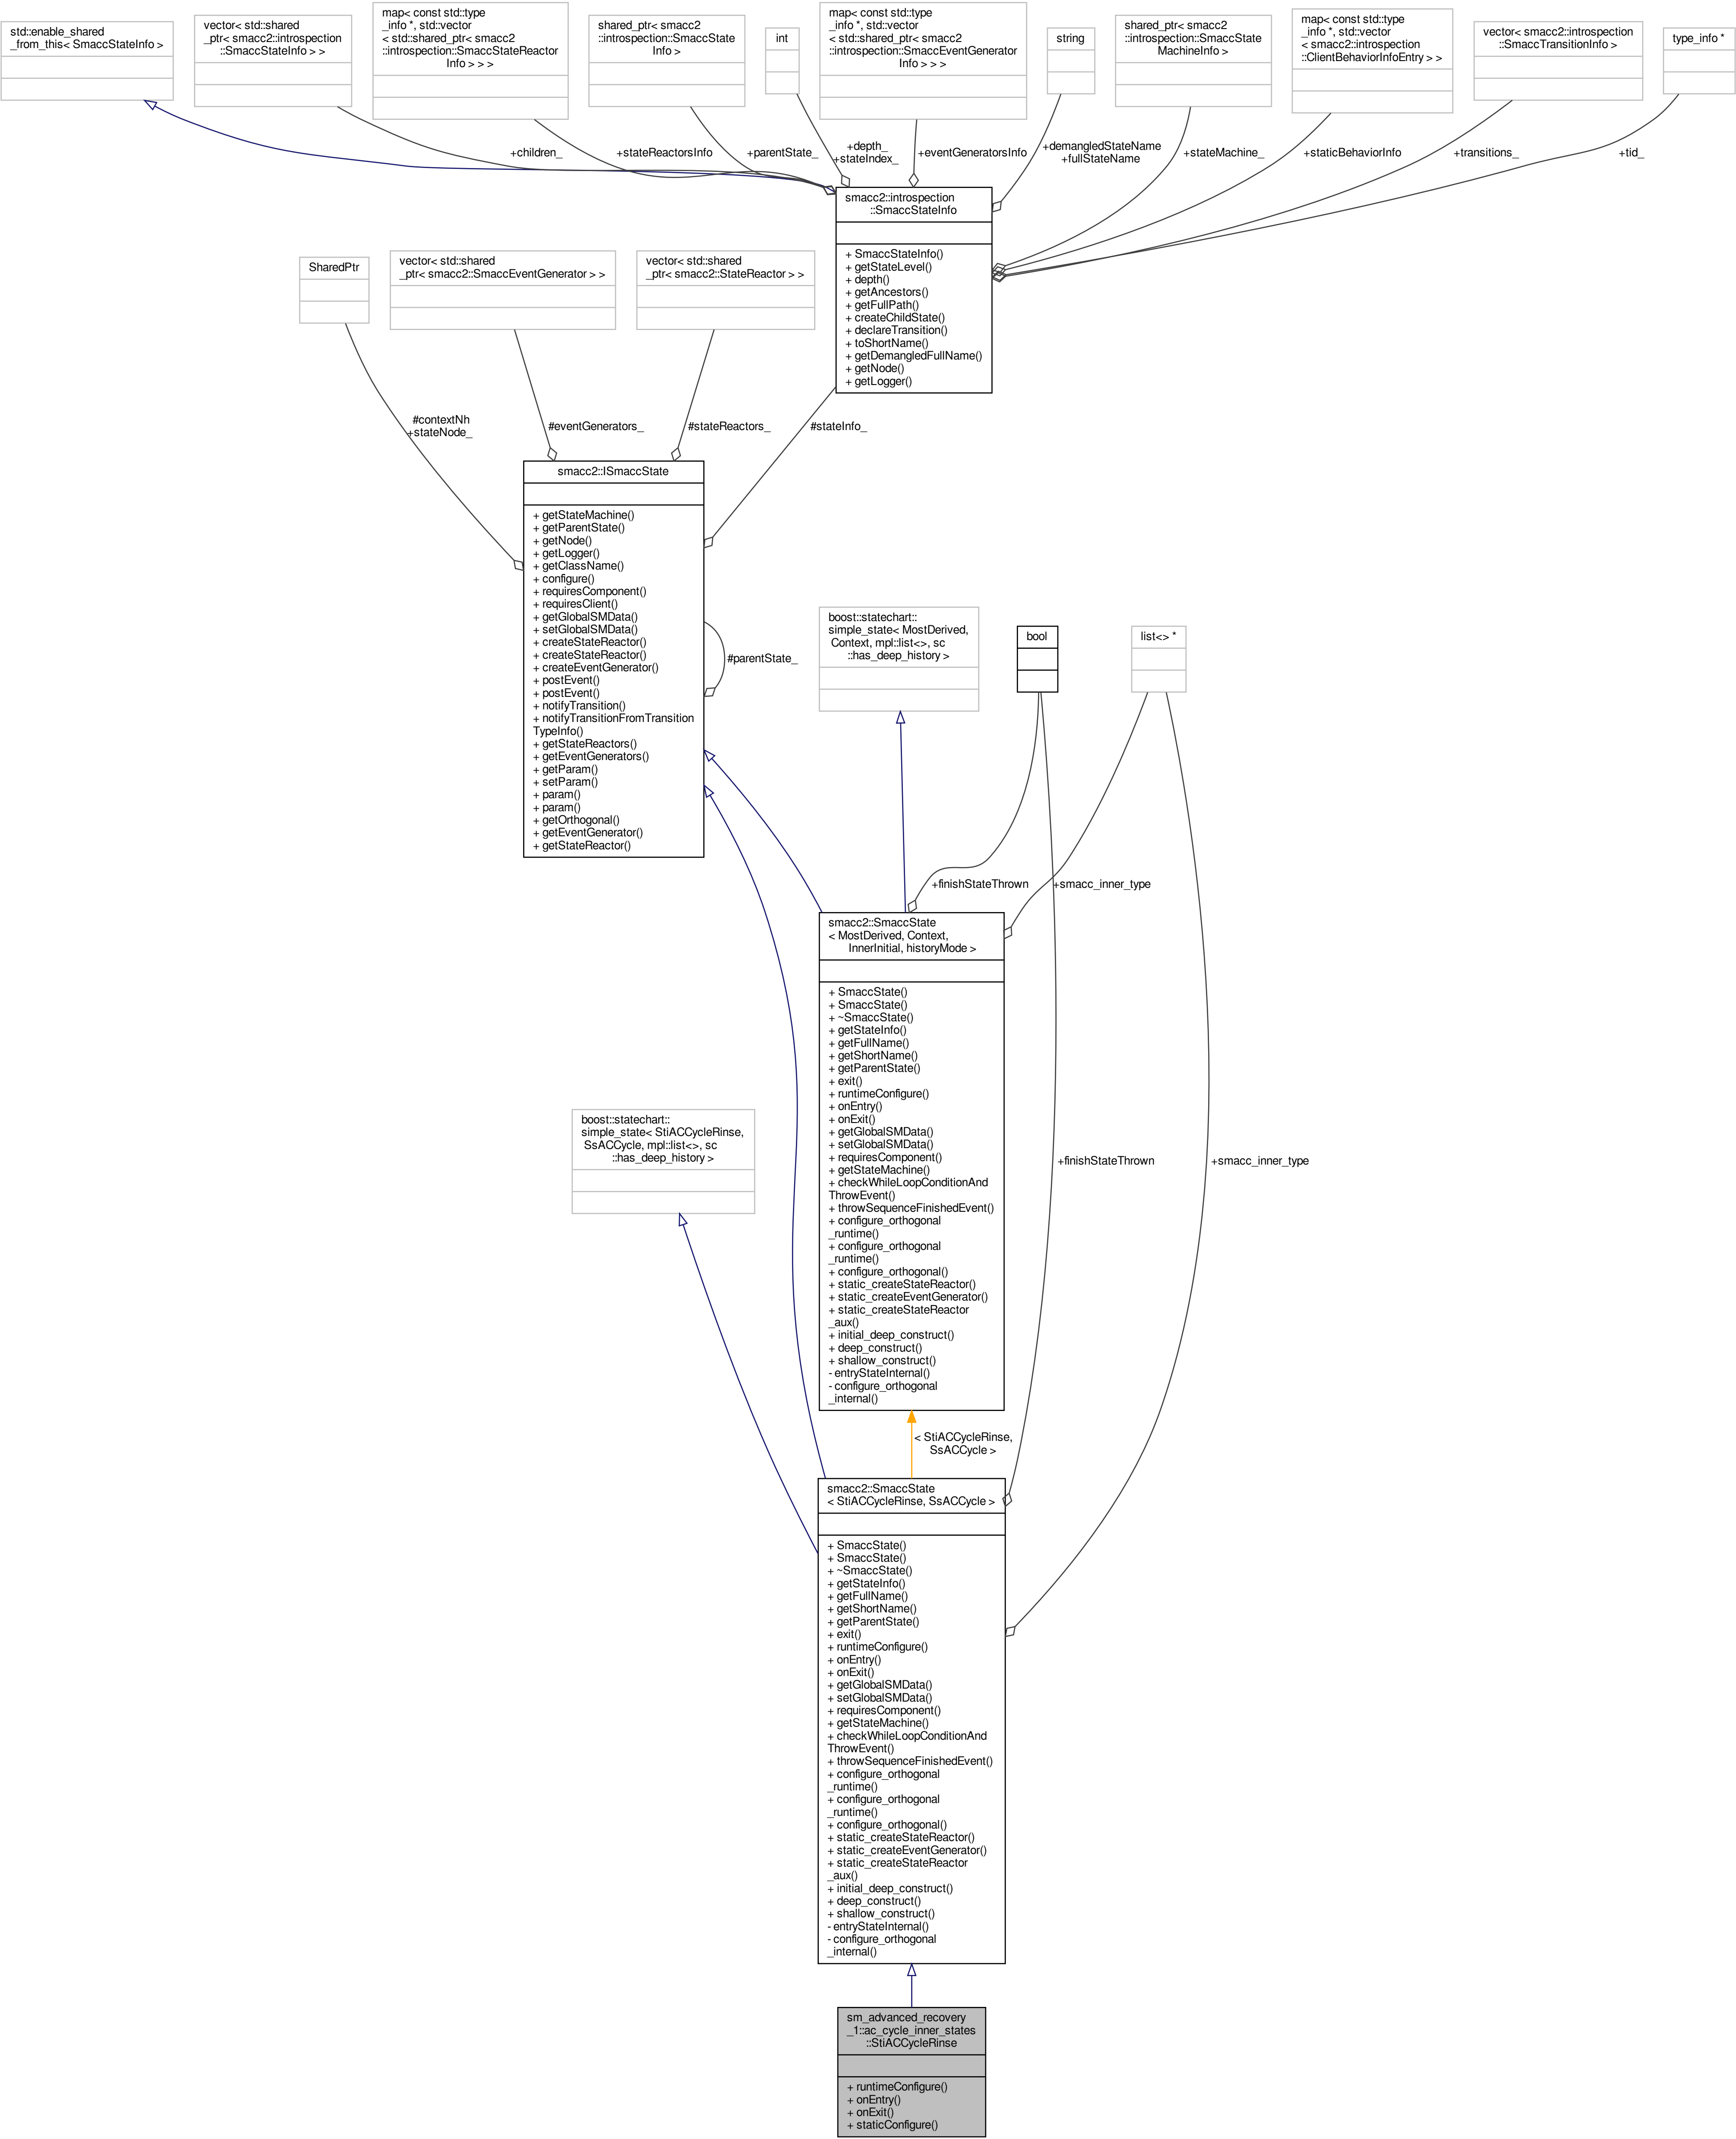 std::enable_shared
_from_this< SmaccStateInfo >
vector< std::shared
_ptr< smacc2::introspection
::SmaccStateInfo > >
map< const std::type
_info *, std::vector
< std::shared_ptr< smacc2
::introspection::SmaccStateReactor
Info > > >
shared_ptr< smacc2
::introspection::SmaccState
Info >
int
map< const std::type
_info *, std::vector
< std::shared_ptr< smacc2
::introspection::SmaccEventGenerator
Info > > >
string
shared_ptr< smacc2
::introspection::SmaccState
MachineInfo >
map< const std::type
_info *, std::vector
< smacc2::introspection
::ClientBehaviorInfoEntry > >
vector< smacc2::introspection
::SmaccTransitionInfo >
type_info *
+children_
+stateReactorsInfo
+parentState_
+depth_
+stateIndex_
+eventGeneratorsInfo
+demangledStateName
+fullStateName
+stateMachine_
+staticBehaviorInfo
+transitions_
+tid_
smacc2::introspection
::SmaccStateInfo
+ SmaccStateInfo()
+ getStateLevel()
+ depth()
+ getAncestors()
+ getFullPath()
+ createChildState()
+ declareTransition()
+ toShortName()
+ getDemangledFullName()
+ getNode()
+ getLogger()
SharedPtr
vector< std::shared
_ptr< smacc2::SmaccEventGenerator > >
vector< std::shared
_ptr< smacc2::StateReactor > >
#contextNh
+stateNode_
#eventGenerators_
#stateReactors_
#stateInfo_
smacc2::ISmaccState
+ getStateMachine()
+ getParentState()
+ getNode()
+ getLogger()
+ getClassName()
+ configure()
+ requiresComponent()
+ requiresClient()
+ getGlobalSMData()
+ setGlobalSMData()
+ createStateReactor()
+ createStateReactor()
+ createEventGenerator()
+ postEvent()
+ postEvent()
+ notifyTransition()
+ notifyTransitionFromTransition
TypeInfo()
+ getStateReactors()
+ getEventGenerators()
+ getParam()
+ setParam()
+ param()
+ param()
+ getOrthogonal()
+ getEventGenerator()
+ getStateReactor()
#parentState_
boost::statechart::
simple_state< MostDerived,
Context, mpl::list<>, sc
::has_deep_history >
bool
list<> *
+finishStateThrown
+smacc_inner_type
smacc2::SmaccState
< MostDerived, Context,
InnerInitial, historyMode >
+ SmaccState()
+ SmaccState()
+ ~SmaccState()
+ getStateInfo()
+ getFullName()
+ getShortName()
+ getParentState()
+ exit()
+ runtimeConfigure()
+ onEntry()
+ onExit()
+ getGlobalSMData()
+ setGlobalSMData()
+ requiresComponent()
+ getStateMachine()
+ checkWhileLoopConditionAnd
ThrowEvent()
+ throwSequenceFinishedEvent()
+ configure_orthogonal
_runtime()
+ configure_orthogonal
_runtime()
+ configure_orthogonal()
+ static_createStateReactor()
+ static_createEventGenerator()
+ static_createStateReactor
_aux()
+ initial_deep_construct()
+ deep_construct()
+ shallow_construct()
- entryStateInternal()
- configure_orthogonal
_internal()
boost::statechart::
simple_state< StiACCycleRinse,
SsACCycle, mpl::list<>, sc
::has_deep_history >
+finishStateThrown
+smacc_inner_type
< StiACCycleRinse,
SsACCycle >
smacc2::SmaccState
< StiACCycleRinse, SsACCycle >
+ SmaccState()
+ SmaccState()
+ ~SmaccState()
+ getStateInfo()
+ getFullName()
+ getShortName()
+ getParentState()
+ exit()
+ runtimeConfigure()
+ onEntry()
+ onExit()
+ getGlobalSMData()
+ setGlobalSMData()
+ requiresComponent()
+ getStateMachine()
+ checkWhileLoopConditionAnd
ThrowEvent()
+ throwSequenceFinishedEvent()
+ configure_orthogonal
_runtime()
+ configure_orthogonal
_runtime()
+ configure_orthogonal()
+ static_createStateReactor()
+ static_createEventGenerator()
+ static_createStateReactor
_aux()
+ initial_deep_construct()
+ deep_construct()
+ shallow_construct()
- entryStateInternal()
- configure_orthogonal
_internal()
sm_advanced_recovery
_1::ac_cycle_inner_states
::StiACCycleRinse
+ runtimeConfigure()
+ onEntry()
+ onExit()
+ staticConfigure()